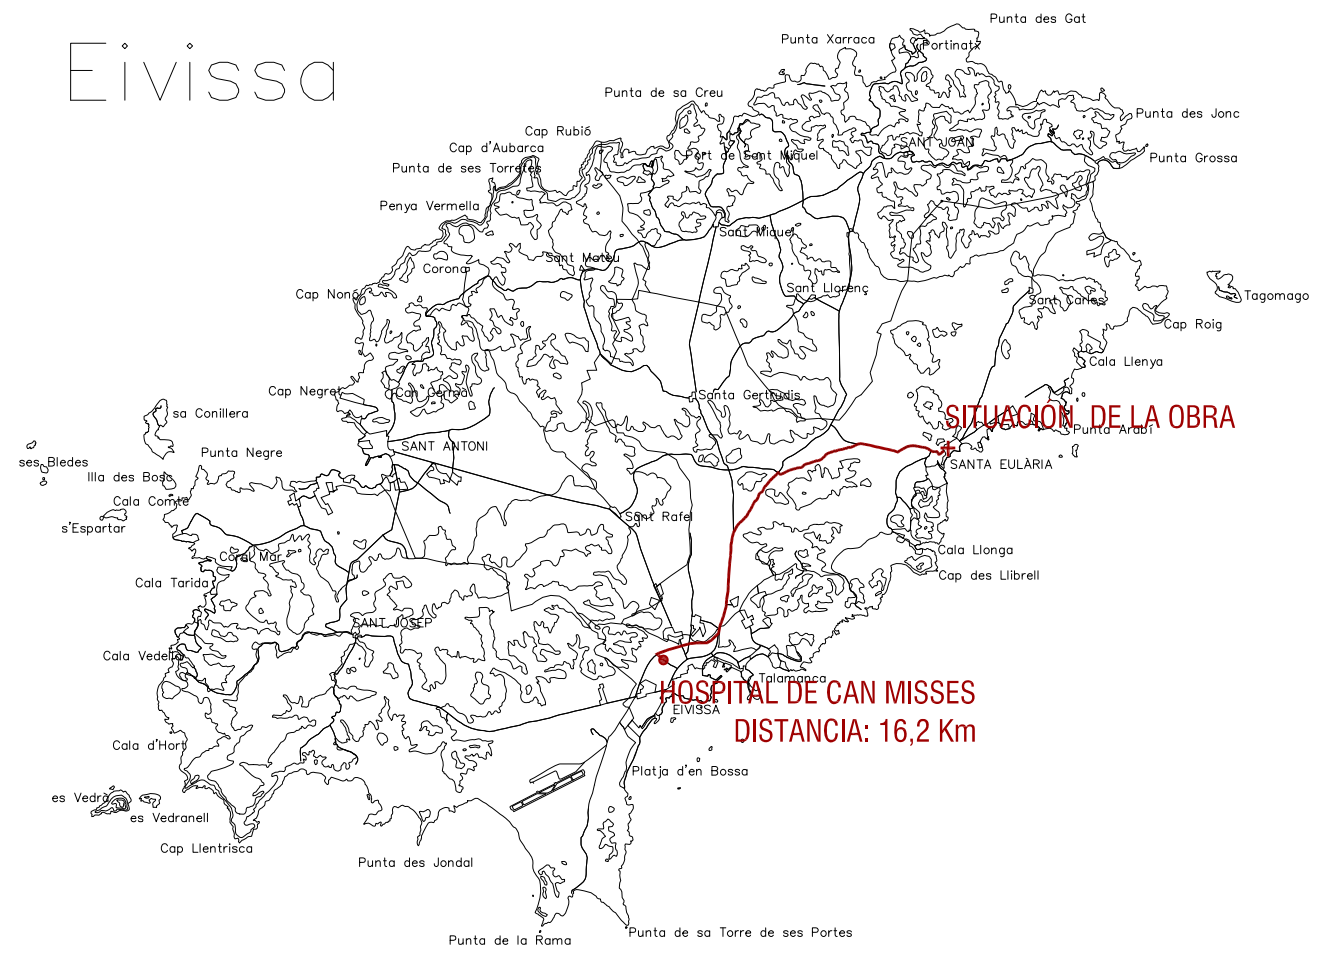 Eivissa
Punta des Gat
Punta Xarraca
Portinatx
Punta de sa Creu
Punta des Jonc
Cap Rubió
Cap d'Aubarca
SANT JOAN
Port de Sant Miquel
Punta Grossa
Punta de ses Torretes
Penya Vermella
Sant Miquel
Sant Mateu
Corona
Sant Llorenç
Cap Nonó
Sant Carles
Tagomago
Cap Roig
Cala Llenya
Cap Negret
Can Germà
Santa Gertrudis
sa Conillera
SITUACIÓN DE LA OBRA
Punta Arabí
SANT ANTONI
Punta Negre
ses Bledes
SANTA EULÀRIA
Illa des Bosc
Cala Comte
Sant Rafel
s'Espartar
Cala Llonga
Coral Mar
Cap des Llibrell
Cala Tarida
SANT JOSEP
Cala Vedella
Talamanca
HOSPITAL DE CAN MISSES
EIVISSA
DISTANCIA: 16,2 Km
Cala d'Hort
Platja d'en Bossa
es Vedrà
es Vedranell
Cap Llentrisca
Punta des Jondal
Punta de sa Torre de ses Portes
Punta de la Rama